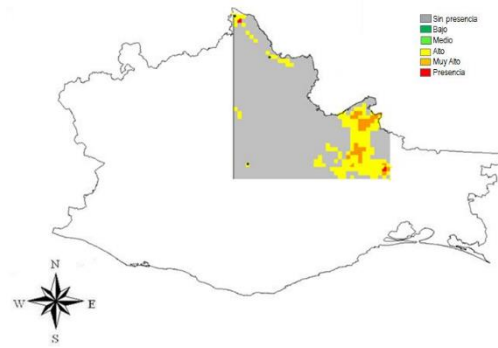 Sin presencia
Bajo
Medio
Alto
Muy Alto
Presencia
N
W E
S